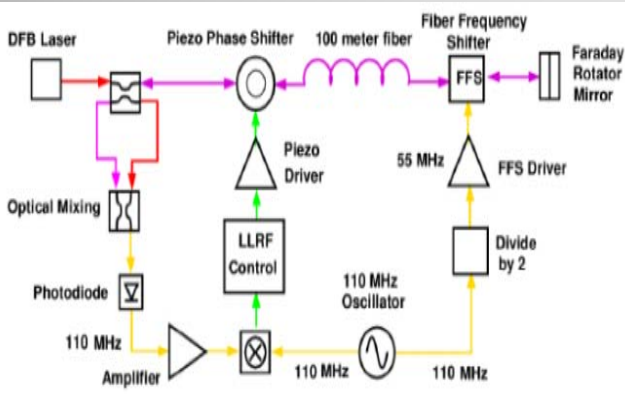 DFB Laser
Piezo Phase Shifter
100 meter fiber
Fiber Frequency
Shifter
FFS
Faraday
Rotator
Mirror
Piezo
Driver
55 MHz
FFS Driver
Optical Mixing
LLRF
Control
Divide
by 2
Photodiode
110 MHz
Oscillator
110 MHz
Amplifier
110 MHz
110 MHz